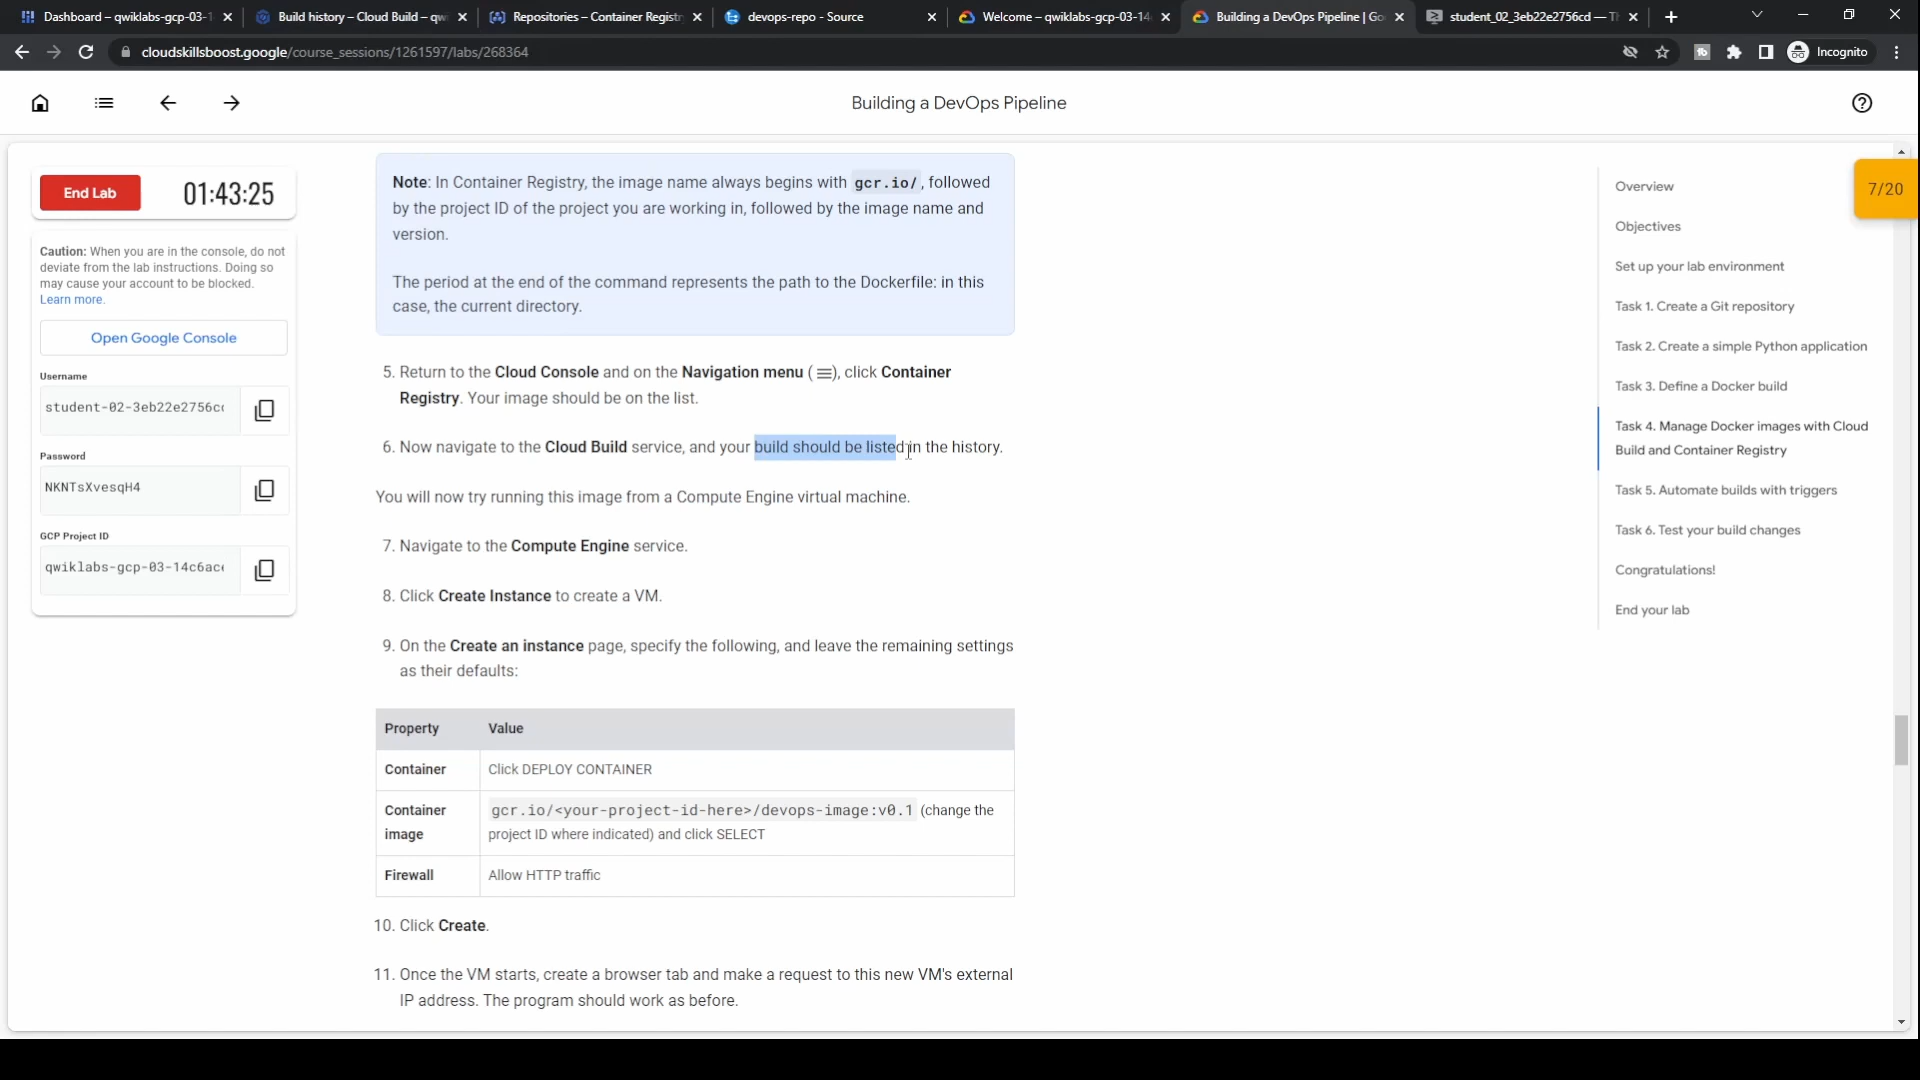 Dashboard – qwiklabs-gcp-03-1
Build history – Cloud Build – qw
Repositories – Container Registr
devops-repo - Source
Welcome – qwiklabs-gcp-03-14
Building a DevOps Pipeline | Go
student_02_3eb22e2756cd — Th
cloudskillsboost.google/course_sessions/1261597/labs/268364
Incognito
Building a DevOps Pipeline
End Lab
01:43:25
Caution: When you are in the console, do not
deviate from the lab instructions. Doing so
may cause your account to be blocked.
Learn more.
Open Google Console
Username
student-02-3eb22e2756c
Password
NKNTsXvesqH4
GCP Project ID
qwiklabs-gcp-03-14c6ac
Note: In Container Registry, the image name always begins with gcr.io/, followed
by the project ID of the project you are working in, followed by the image name and
version.
The period at the end of the command represents the path to the Dockerfile: in this
case, the current directory.
5. Return to the Cloud Console and on the Navigation menu (☰), click Container
Registry. Your image should be on the list.
6. Now navigate to the Cloud Build service, and your build should be listed in the history.
You will now try running this image from a Compute Engine virtual machine.
7. Navigate to the Compute Engine service.
8. Click Create Instance to create a VM.
9. On the Create an instance page, specify the following, and leave the remaining settings
as their defaults:
Property Value
Container Click DEPLOY CONTAINER
Container gcr.io/<your-project-id-here>/devops-image:v0.1 (change the
image project ID where indicated) and click SELECT
Firewall Allow HTTP traffic
10. Click Create.
11. Once the VM starts, create a browser tab and make a request to this new VM's external
IP address. The program should work as before.
Overview
Objectives
Set up your lab environment
Task 1. Create a Git repository
Task 2. Create a simple Python application
Task 3. Define a Docker build
Task 4. Manage Docker images with Cloud
Build and Container Registry
Task 5. Automate builds with triggers
Task 6. Test your build changes
Congratulations!
End your lab
7/20